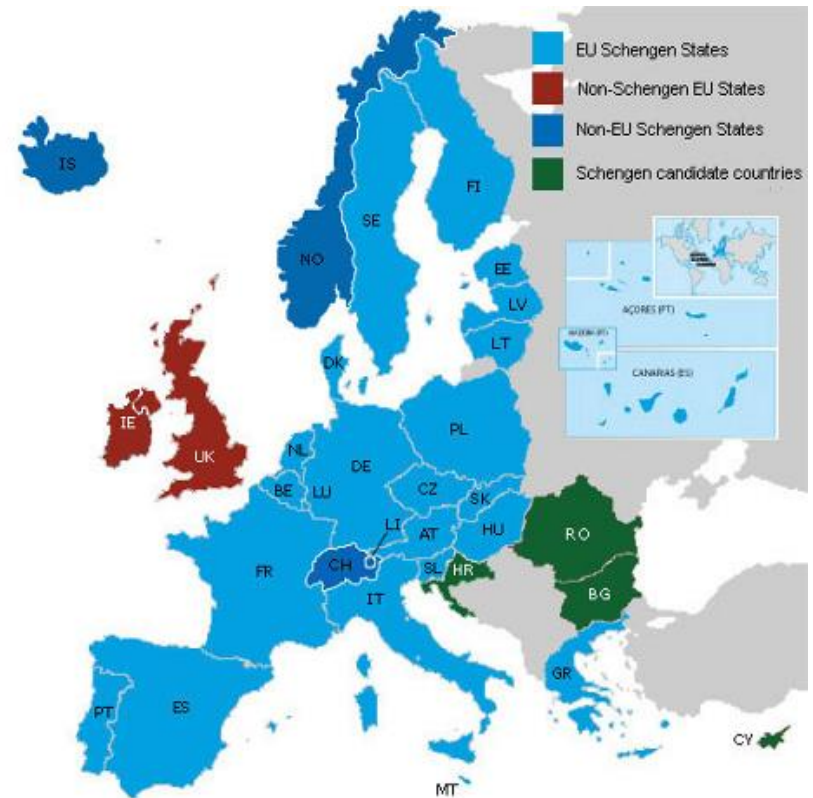 EU Schengen States
Non-Schengen EU States
Non-EU Schengen States
Schengen candidate countries
IS
FI
SE
NO
EE
LV
AÇORES (PT)
LT
MADEIRA (PT)
DK
CANARIAS (ES)
IE
UK
PL
NL
DE
BE
LU
CZ
SK
LI
AT
HU
RO
FR
CH
SL
HR
IT
BG
GR
PT
ES
CY
MT